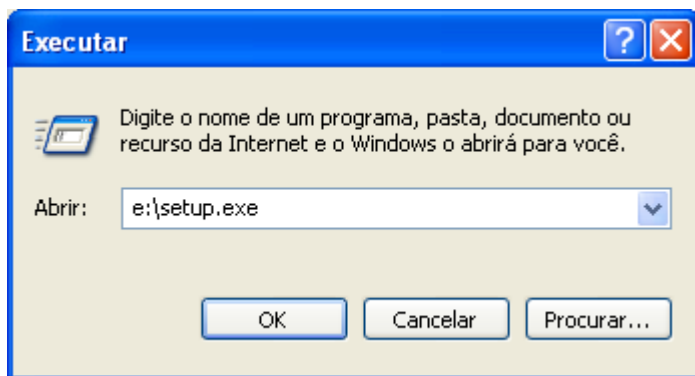 Executar
Digite o nome de um programa, pasta, documento ou
recurso da Internet e o Windows o abrirá para você.
Abrir: e:\setup.exe
OK Cancelar Procurar...